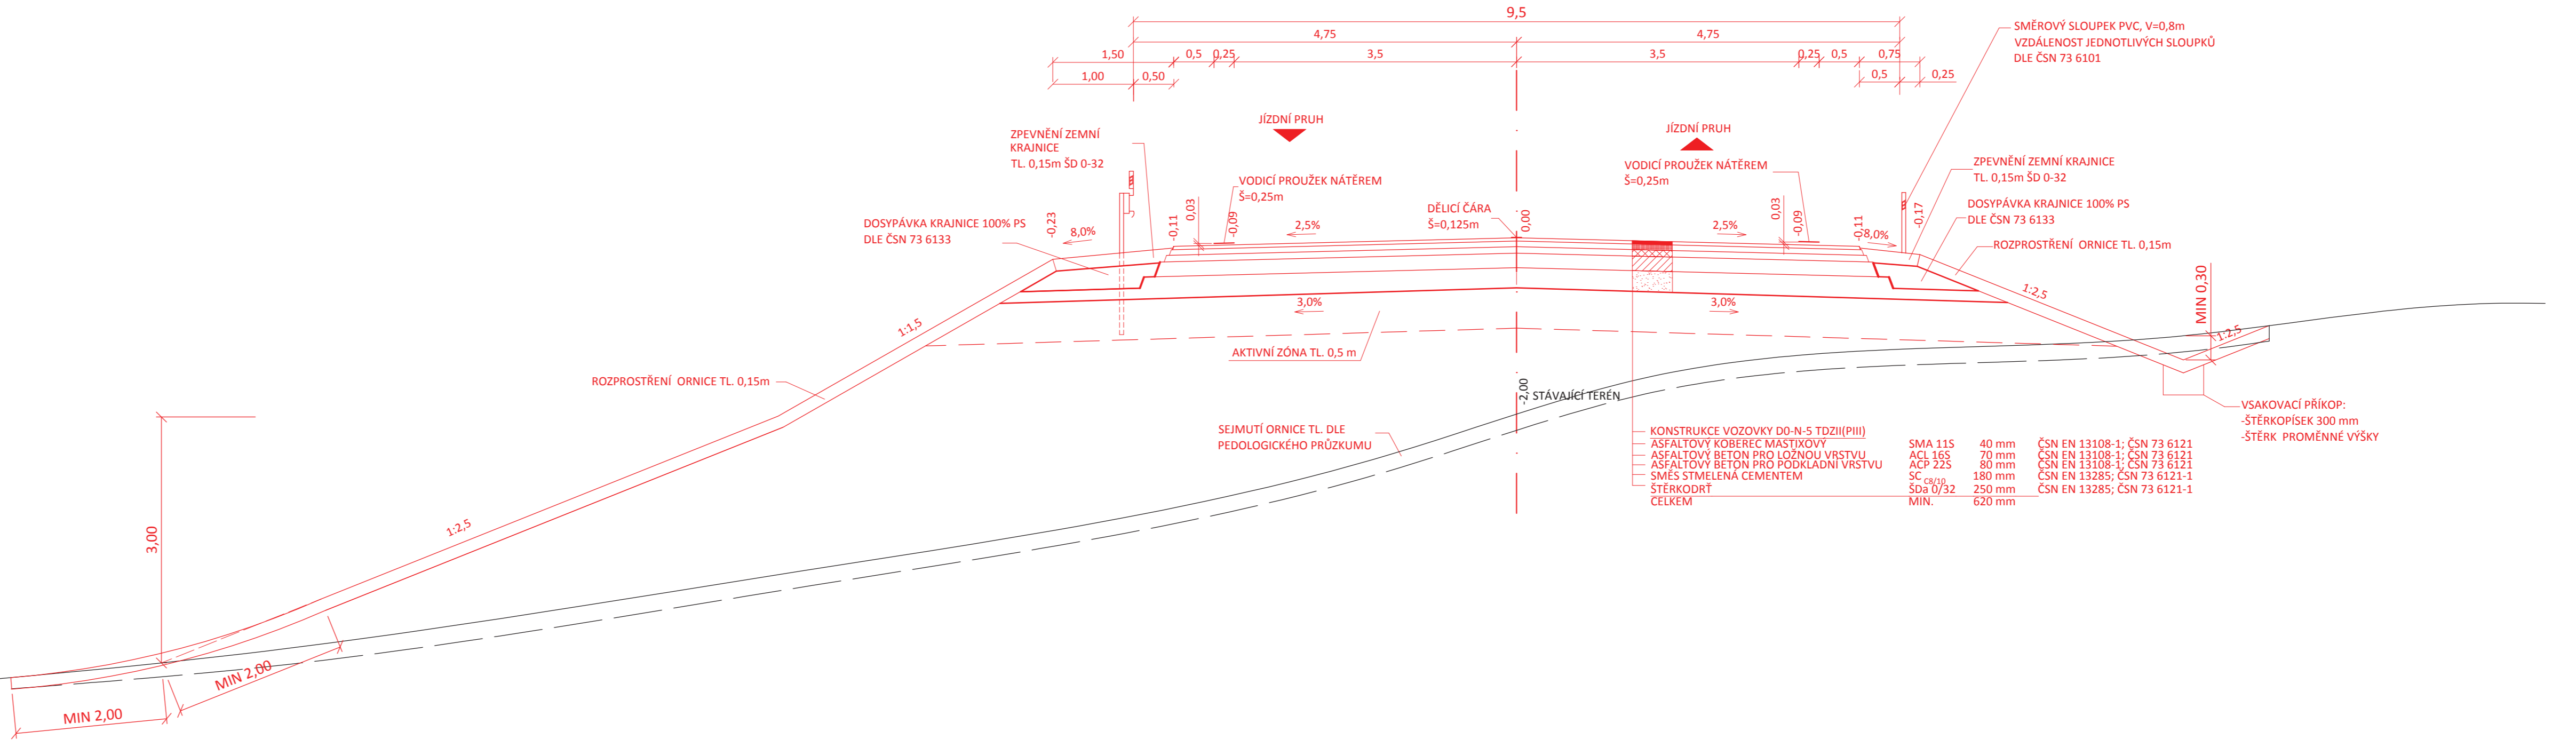 9,5
4,75
4,75
1,50
0,5
0,25
3,5
3,5
0,25
0,5
0,75
1,00
0,50
0,5
0,25
SMĚROVÝ SLOUPEK PVC, V=0,8m
VZDÁLENOST JEDNOTLIVÝCH SLOUPKŮ
DLE ČSN 73 6101
JÍZDNÍ PRUH
JÍZDNÍ PRUH
ZPEVNĚNÍ ZEMNÍ
KRAJNICE
TL. 0,15m ŠD 0-32
VODICÍ PROUŽEK NÁTĚREM
Š=0,25m
VODICÍ PROUŽEK NÁTĚREM
Š=0,25m
ZPEVNĚNÍ ZEMNÍ KRAJNICE
TL. 0,15m ŠD 0-32
DOSYPÁVKA KRAJNICE 100% PS
DLE ČSN 73 6133
DOSYPÁVKA KRAJNICE 100% PS
DLE ČSN 73 6133
ROZPROSTŘENÍ ORNICE TL. 0,15m
DĚLICÍ ČÁRA
Š=0,125m
-0,23
8,0%
-0,11
0,03
-0,09
2,5%
0,00
2,5%
0,03
-0,09
-0,11
8,0%
-0,17
3,0%
3,0%
1:1,5
1:2,5
MIN 0,30
1:2,5
AKTIVNÍ ZÓNA TL. 0,5 m
ROZPROSTŘENÍ ORNICE TL. 0,15m
-2,00
STÁVAJÍCÍ TERÉN
SEJMUTÍ ORNICE TL. DLE
PEDOLOGICKÉHO PRŮZKUMU
VSAKOVACÍ PŘÍKOP:
-ŠTĚRKOPÍSEK 300 mm
-ŠTĚRK PROMĚNNÉ VÝŠKY
KONSTRUKCE VOZOVKY D0-N-5 TDZII(PIII)
ASFALTOVÝ KOBEREC MASTIXOVÝ SMA 11S 40 mm ČSN EN 13108-1; ČSN 73 6121
ASFALTOVÝ BETON PRO LOŽNOU VRSTVU ACL 16S 70 mm ČSN EN 13108-1; ČSN 73 6121
ASFALTOVÝ BETON PRO PODKLADNÍ VRSTVU ACP 22S 80 mm ČSN EN 13108-1; ČSN 73 6121
SMĚS STMELENÁ CEMENTEM SC C8/10 180 mm ČSN EN 13285; ČSN 73 6121-1
ŠTĚRKODRŤ ŠDa 0/32 250 mm ČSN EN 13285; ČSN 73 6121-1
CELKEM MIN. 620 mm
3,00
1:2,5
MIN 2,00
MIN 2,00